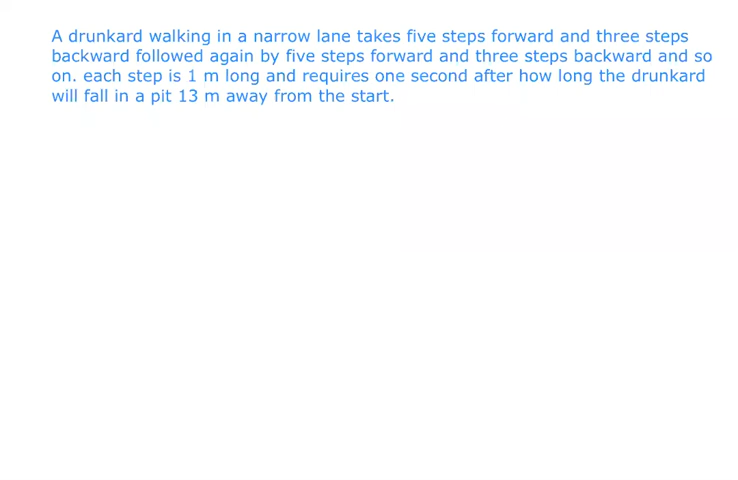 A drunkard walking in a narrow lane takes five steps forward and three steps
backward followed again by five steps forward and three steps backward and so
on. each step is 1 m long and requires one second after how long the drunkard
will fall in a pit 13 m away from the start.